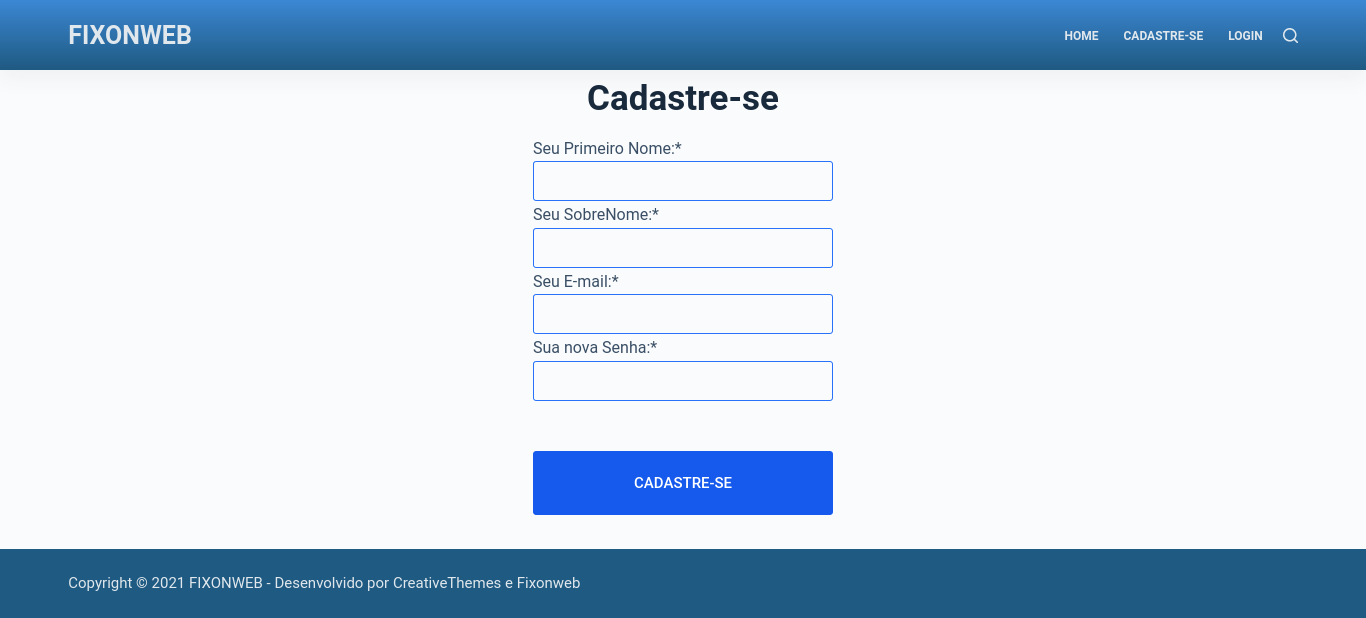 FIXONWEB
HOME CADASTRE-SE LOGIN
Cadastre-se
Seu Primeiro Nome:*
Seu SobreNome:*
Seu E-mail:*
Sua nova Senha:*
CADASTRE-SE
Copyright © 2021 FIXONWEB - Desenvolvido por CreativeThemes e Fixonweb